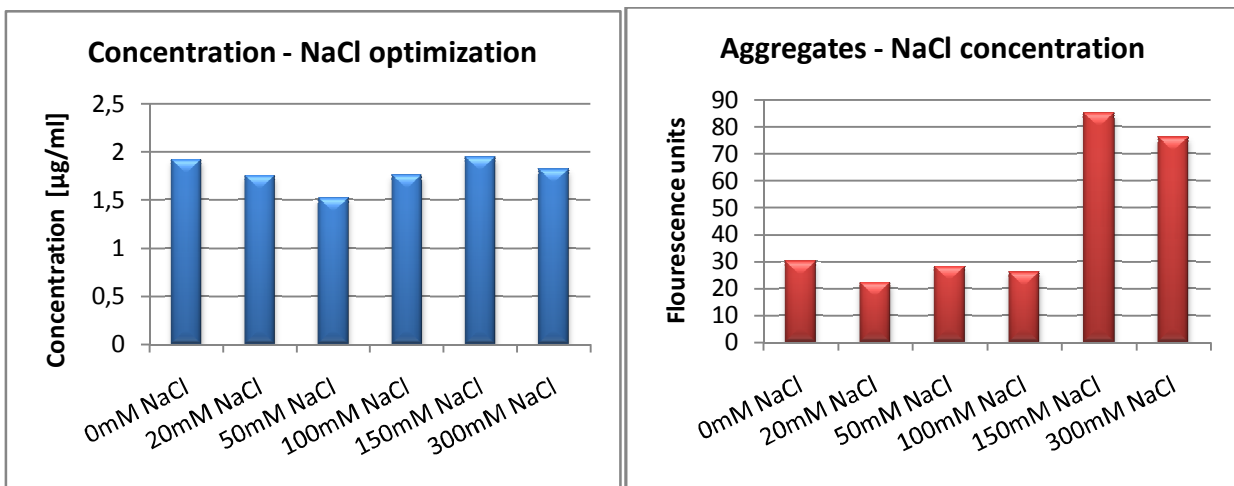 Concentration - NaCl optimization
Concentration [µg/ml]
2,5
2
1,5
1
0,5
0
0mM NaCl
20mM NaCl
50mM NaCl
100mM NaCl
150mM NaCl
300mM NaCl
Aggregates - NaCl concentration
Flourescence units
90
80
70
60
50
40
30
20
10
0
0mM NaCl
20mM NaCl
50mM NaCl
100mM NaCl
150mM NaCl
300mM NaCl